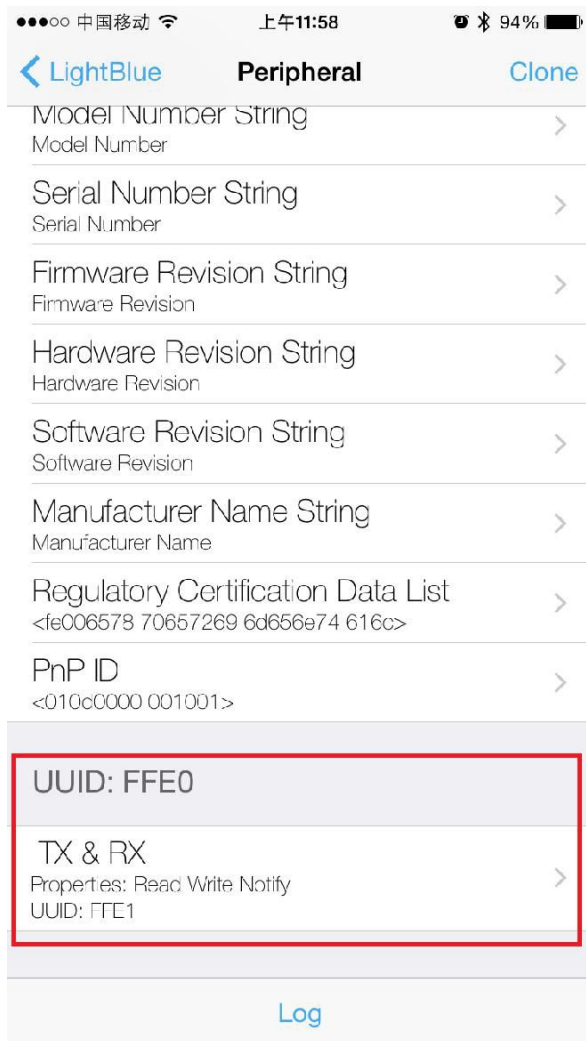 中国移动 上午11:58 94%
LightBlue Peripheral Clone
Model Number String
Model Number
Serial Number String
Serial Number
Firmware Revision String
Firmware Revision
Hardware Revision String
Hardware Revision
Software Revision String
Software Revision
Manufacturer Name String
Manufacturer Name
Regulatory Certification Data List
<fe006578 70657269 6d656e74 616c>
PnP ID
<010d0000 001001>
UUID: FFE0
TX & RX
Properties: Read Write Notify
UUID: FFE1
Log